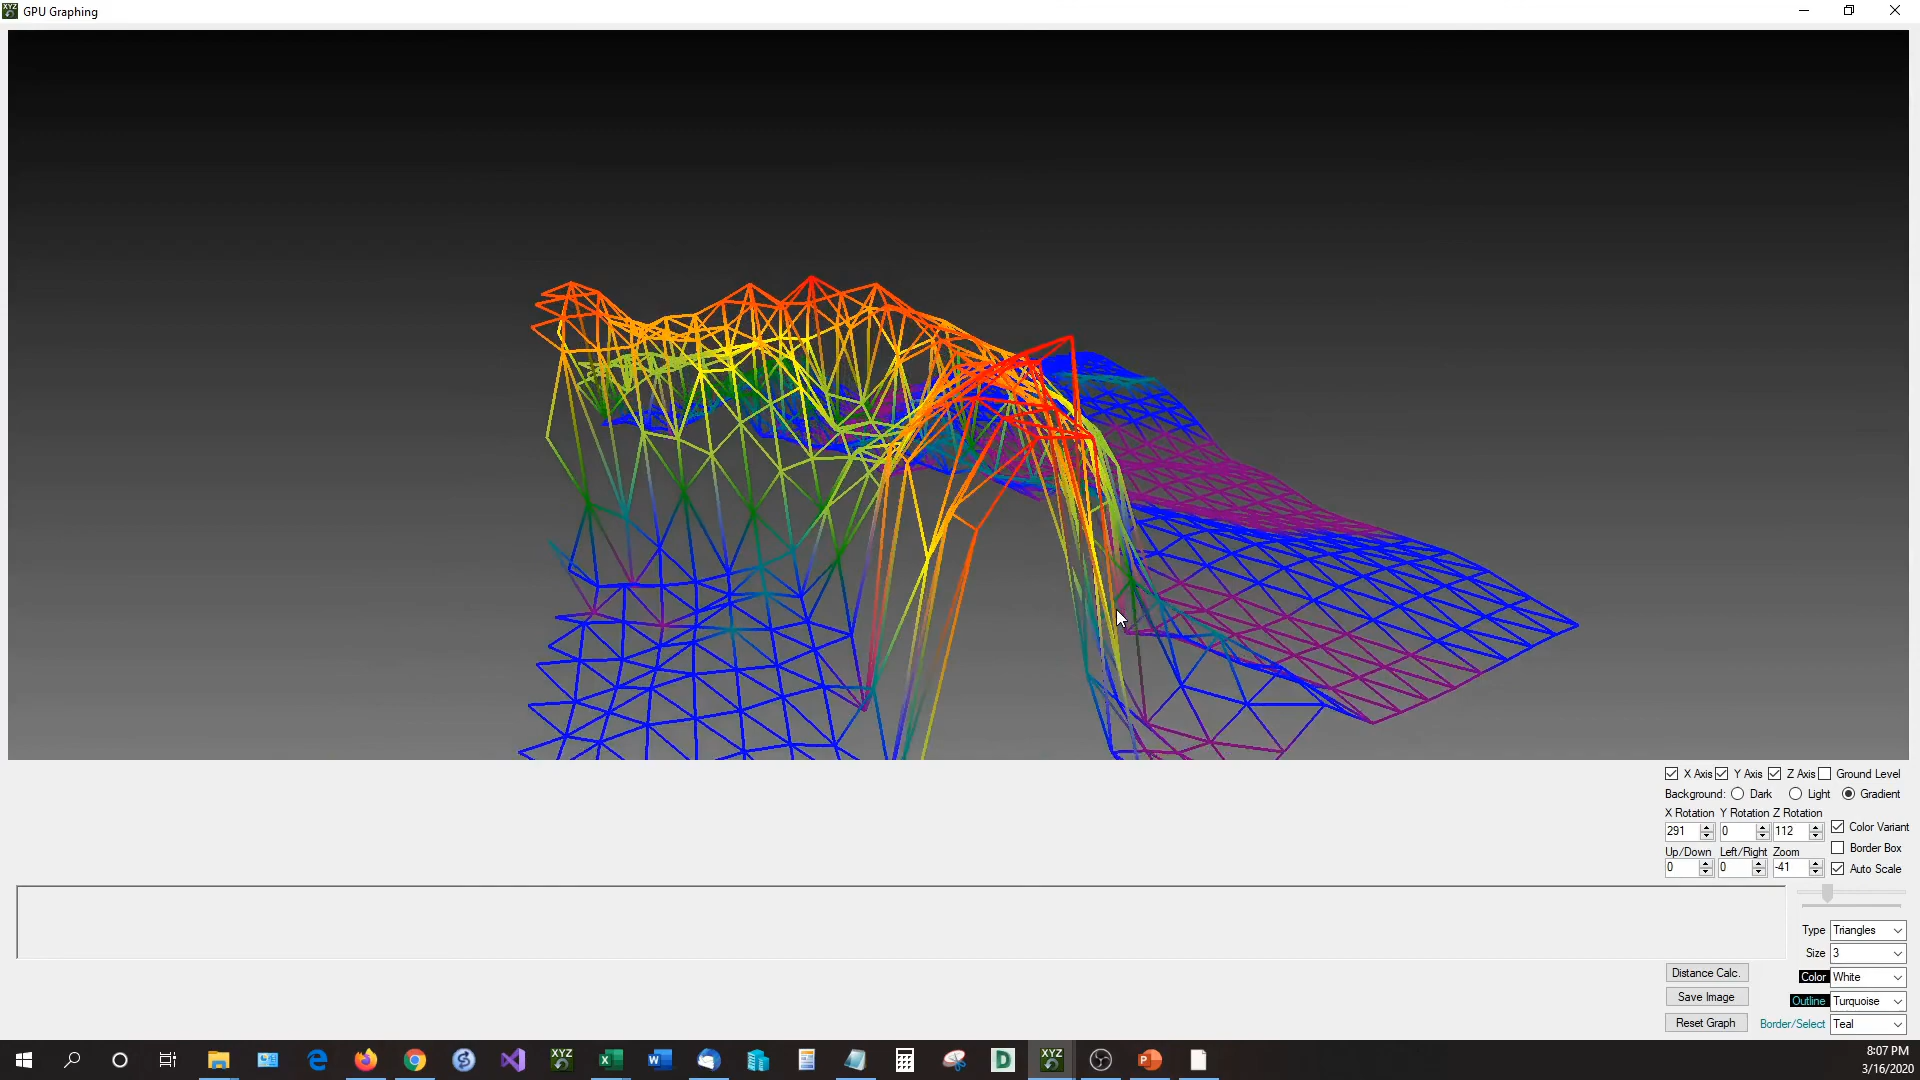 GPU Graphing
X Axis Y Axis Z Axis Ground Level
Background: Dark Light Gradient
X Rotation Y Rotation Z Rotation
291 0 112 Color Variant
Up/Down Left/Right Zoom Border Box
0 0 -41 Auto Scale
Type Triangles
Size 3
Distance Calc. Color White
Save Image Outline Turquoise
Reset Graph Border/Select Teal
XYZ XYZ
8:07 PM
3/16/2020